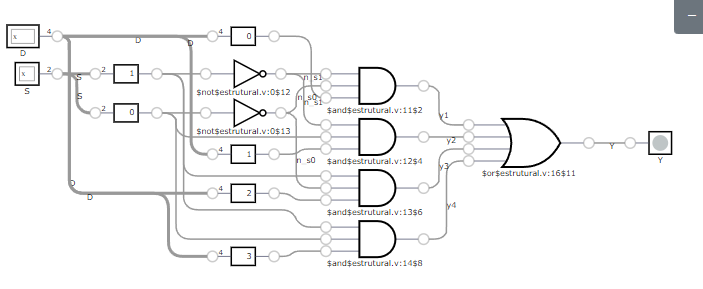 x
D
4
D
D
4
0
x
S
2
S
S
2
1
n_s1
$not$estrutural.v:0$12
n_s0
n_s1
$and$estrutural.v:11$2
y1
2
0
$not$estrutural.v:0$13
y2
Y
x
Y
4
1
n_s0
$and$estrutural.v:12$4
y3
$or$estrutural.v:16$11
D
D
4
2
$and$estrutural.v:13$6
y4
4
3
$and$estrutural.v:14$8